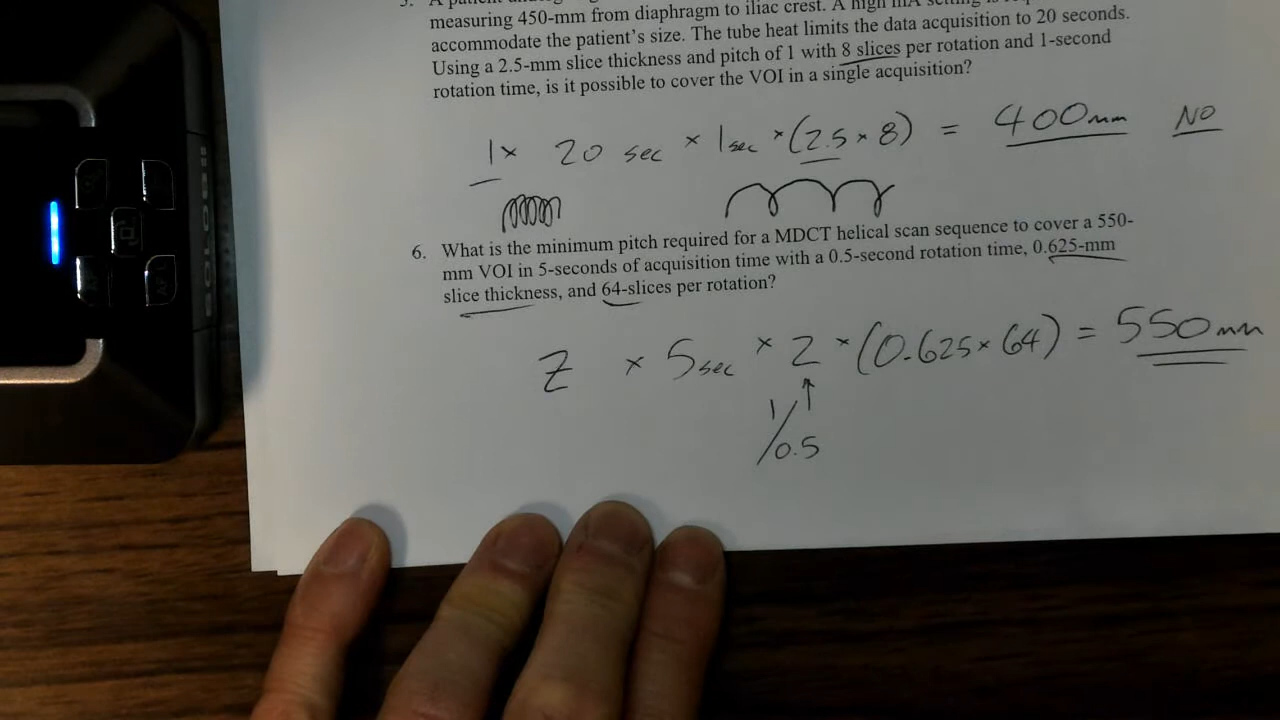 measuring 450-mm from diaphragm to iliac crest. A high mA setting is
accommodate the patient's size. The tube heat limits the data acquisition to 20 seconds.
Using a 2.5-mm slice thickness and pitch of 1 with 8 slices per rotation and 1-second
rotation time, is it possible to cover the VOI in a single acquisition?
1 × 20 sec × 1sec × (2.5 × 8) = 400mm NO
6. What is the minimum pitch required for a MDCT helical scan sequence to cover a 550-
mm VOI in 5-seconds of acquisition time with a 0.5-second rotation time, 0.625-mm
slice thickness, and 64-slices per rotation?
Z × 5sec × 2 × (0.625 × 64) = 550mm
1/0.5